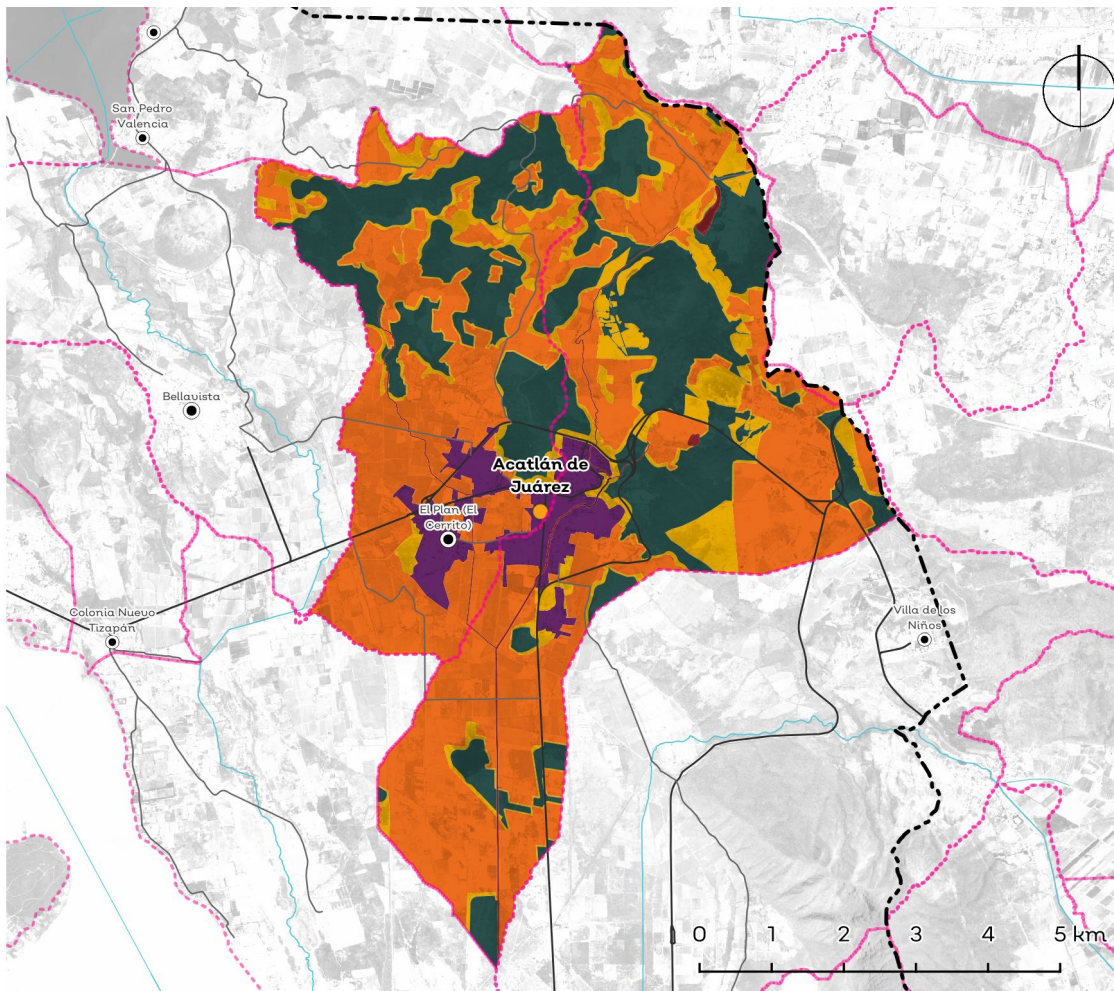 San Pedro
Valencia
Bellavista
Acatlán de
Juárez
El Plan (El
Cerrito)
Colonia Nuevo
Tizapán
Villa de los
Niños
0 1 2 3 4 5 km